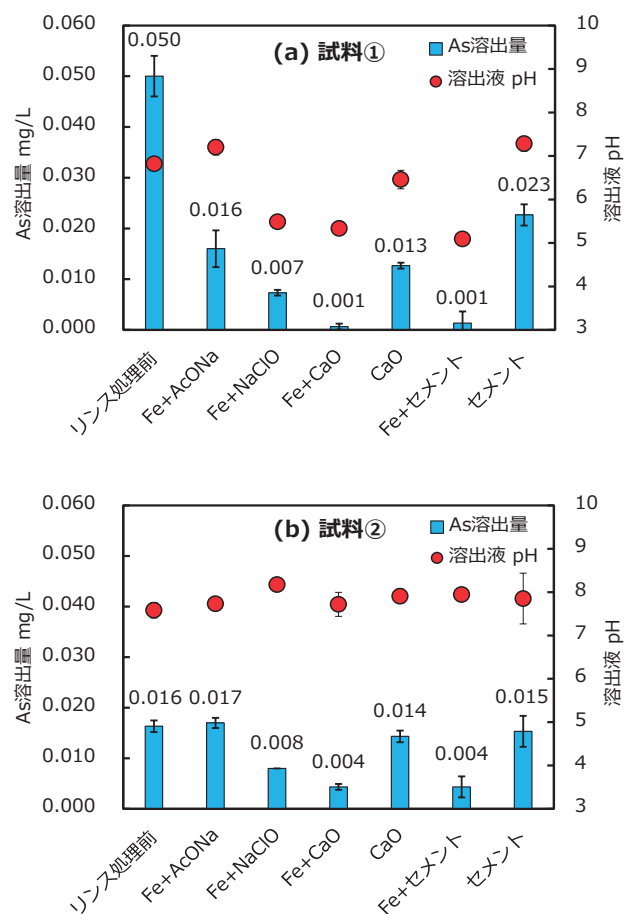 (a) 試料①
As溶出量
溶出液 pH
As溶出量 mg/L
0.060
0.050
0.040
0.030
0.020
0.010
0.000
0.050
0.016
0.007
0.001
0.013
0.001
0.023
10
9
8
7
6
5
4
3
溶出液 pH
リンス処理前
Fe+AcONa
Fe+NaClO
Fe+CaO
CaO
Fe+セメント
セメント
(b) 試料②
As溶出量
溶出液 pH
As溶出量 mg/L
0.060
0.050
0.040
0.030
0.020
0.010
0.000
0.016
0.017
0.008
0.004
0.014
0.004
0.015
10
9
8
7
6
5
4
3
溶出液 pH
リンス処理前
Fe+AcONa
Fe+NaClO
Fe+CaO
CaO
Fe+セメント
セメント